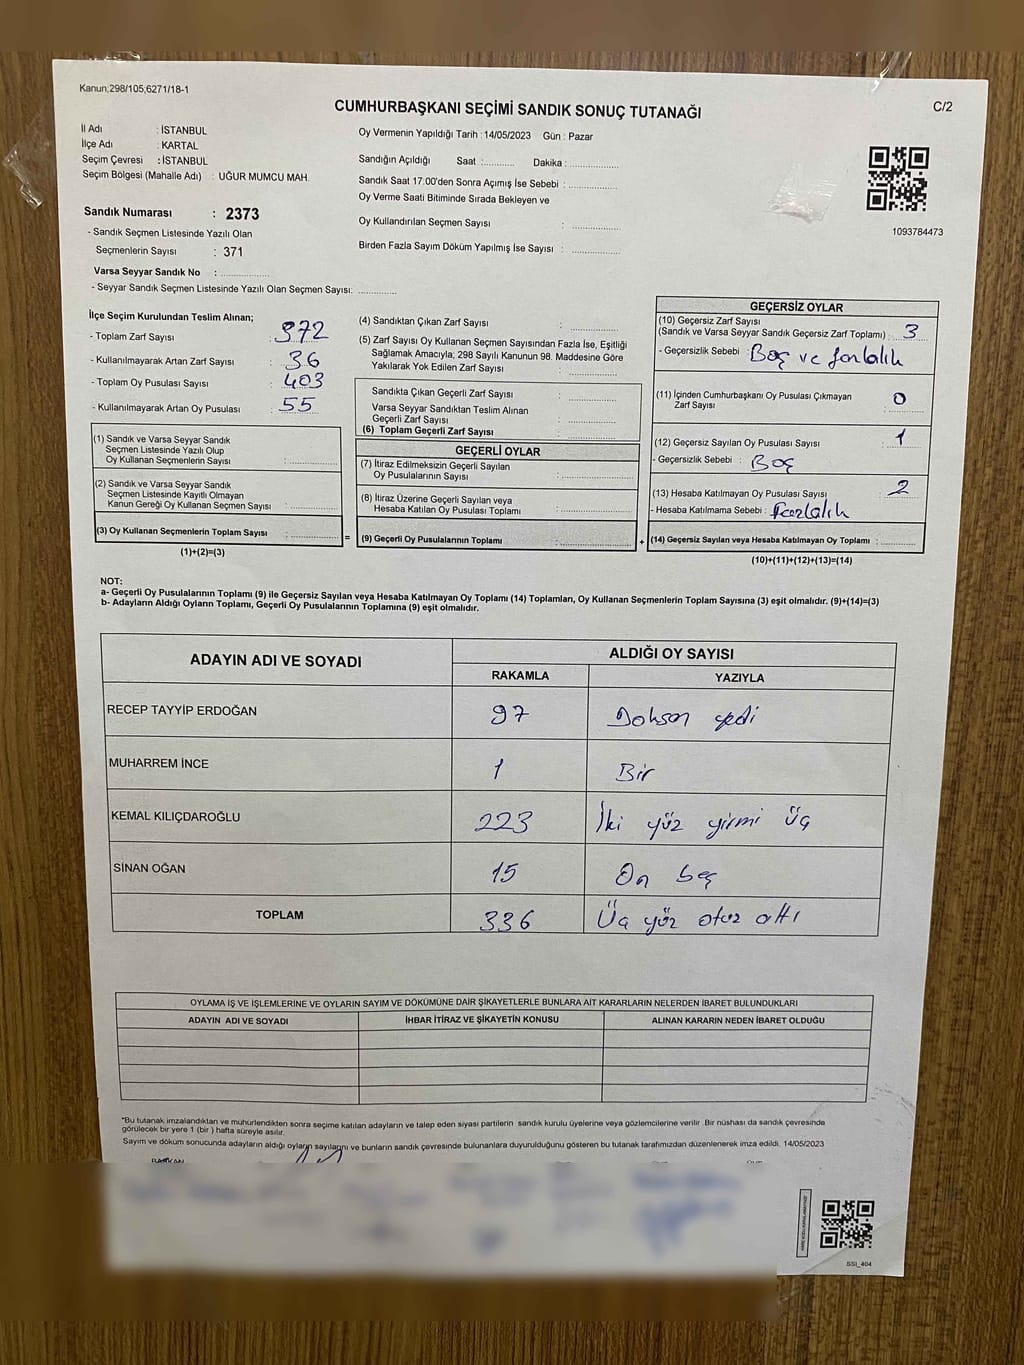 Kanun;298/105;6271/18-1
CUMHURBAŞKANI SEÇİMİ SANDIK SONUÇ TUTANAĞI
C/2
İl Adı : İSTANBUL
İlçe Adı : KARTAL
Seçim Çevresi : İSTANBUL
Seçim Bölgesi (Mahalle Adı) : UĞUR MUMCU MAH.
Sandık Numarası : 2373
- Sandık Seçmen Listesinde Yazılı Olan
Seçmenlerin Sayısı : 371
Varsa Seyyar Sandık No : ................
- Seyyar Sandık Seçmen Listesinde Yazılı Olan Seçmen Sayısı: .............
Oy Vermenin Yapıldığı Tarih : 14/05/2023 Gün : Pazar
Sandığın Açıldığı Saat :........... Dakika : ................
Sandık Saat 17:00'den Sonra Açımış İse Sebebi : ................
Oy Verme Saati Bitiminde Sırada Bekleyen ve
Oy Kullandırılan Seçmen Sayısı : ................
Birden Fazla Sayım Döküm Yapılmış İse Sayısı : ................
1093784473
İlçe Seçim Kurulundan Teslim Alınan;
- Toplam Zarf Sayısı : 372
- Kullanılmayarak Artan Zarf Sayısı : 36
- Toplam Oy Pusulası Sayısı : 403
- Kullanılmayarak Artan Oy Pusulası : 55
(1) Sandık ve Varsa Seyyar Sandık
Seçmen Listesinde Yazılı Olup
Oy Kullanan Seçmenlerin Sayısı : ................
(2) Sandık ve Varsa Seyyar Sandık
Seçmen Listesinde Kayıtlı Olmayan
Kanun Gereği Oy Kullanan Seçmen Sayısı : ................
(3) Oy Kullanan Seçmenlerin Toplam Sayısı : ................
(1)+(2)=(3)
=
(4) Sandıktan Çıkan Zarf Sayısı : ................
(5) Zarf Sayısı Oy Kullanan Seçmen Sayısından Fazla İse, Eşitliği
Sağlamak Amacıyla; 298 Sayılı Kanunun 98. Maddesine Göre
Yakılarak Yok Edilen Zarf Sayısı : ................
Sandıkta Çıkan Geçerli Zarf Sayısı : ................
Varsa Seyyar Sandıktan Teslim Alınan
Geçerli Zarf Sayısı : ................
(6) Toplam Geçerli Zarf Sayısı : ................
GEÇERLİ OYLAR
(7) İtiraz Edilmeksizin Geçerli Sayılan
Oy Pusulalarının Sayısı : ................
(8) İtiraz Üzerine Geçerli Sayılan veya
Hesaba Katılan Oy Pusulası Toplamı : ................
(9) Geçerli Oy Pusulalarının Toplamı : ................
+
GEÇERSİZ OYLAR
(10) Geçersiz Zarf Sayısı
(Sandık ve Varsa Seyyar Sandık Geçersiz Zarf Toplamı) : 3
- Geçersizlik Sebebi : Boş ve fazlalık
(11) İçinden Cumhurbaşkanı Oy Pusulası Çıkmayan
Zarf Sayısı : 0
(12) Geçersiz Sayılan Oy Pusulası Sayısı : 1
- Geçersizlik Sebebi : Boş
(13) Hesaba Katılmayan Oy Pusulası Sayısı : 2
- Hesaba Katılmama Sebebi : Fazlalık
(14) Geçersiz Sayılan veya Hesaba Katılmayan Oy Toplamı : ................
(10)+(11)+(12)+(13)=(14)
NOT:
a- Geçerli Oy Pusulalarının Toplamı (9) ile Geçersiz Sayılan veya Hesaba Katılmayan Oy Toplamı (14) Toplamları, Oy Kullanan Seçmenlerin Toplam Sayısına (3) eşit olmalıdır. (9)+(14)=(3)
b- Adayların Aldığı Oyların Toplamı, Geçerli Oy Pusulalarının Toplamına (9) eşit olmalıdır.
ADAYIN ADI VE SOYADI
ALDIĞI OY SAYISI
RAKAMLA YAZIYLA
RECEP TAYYİP ERDOĞAN 97 Doksan yedi
MUHARREM İNCE 1 Bir
KEMAL KILIÇDAROĞLU 223 İki yüz yirmi üç
SİNAN OĞAN 15 On beş
TOPLAM 336 Üç yüz otuz altı
OYLAMA İŞ VE İŞLEMLERİNE VE OYLARIN SAYIM VE DÖKÜMÜNE DAİR ŞİKAYETLERLE BUNLARA AİT KARARLARIN NELERDEN İBARET BULUNDUKLARI
ADAYIN ADI VE SOYADI İHBAR İTİRAZ VE ŞİKAYETİN KONUSU ALINAN KARARIN NEDEN İBARET OLDUĞU
*Bu tutanak imzalandıktan ve mühürlendikten sonra seçime katılan adayların ve talep eden siyasi partilerin sandık kurulu üyelerine veya gözlemcilerine verilir. Bir nüshası da sandık çevresinde
görülecek bir yere 1 (bir ) hafta süreyle asılır.
Sayım ve döküm sonucunda adayların aldığı oyların sayılarını ve bunların sandık çevresinde bulunanlara duyurulduğunu gösteren bu tutanak tarafımızdan düzenlenerek imza edildi. 14/05/2023
BAŞKAN
SSI_404